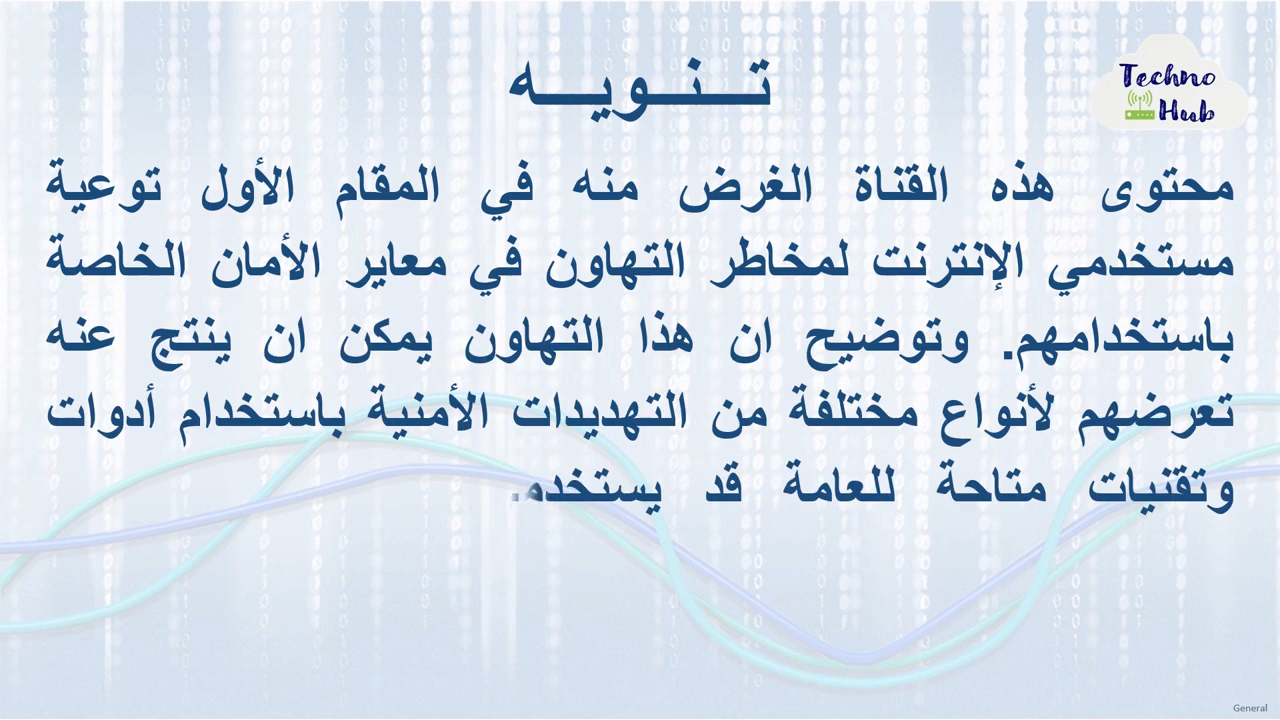 تـــنـويـــه
Techno
Hub
محتوى هذه القناة الغرض منه في المقام الأول توعية
مستخدمي الإنترنت لمخاطر التهاون في معاير الأمان الخاصة
باستخدامهم. وتوضيح ان هذا التهاون يمكن ان ينتج عنه
تعرضهم لأنواع مختلفة من التهديدات الأمنية باستخدام أدوات
وتقنيات متاحة للعامة قد
General